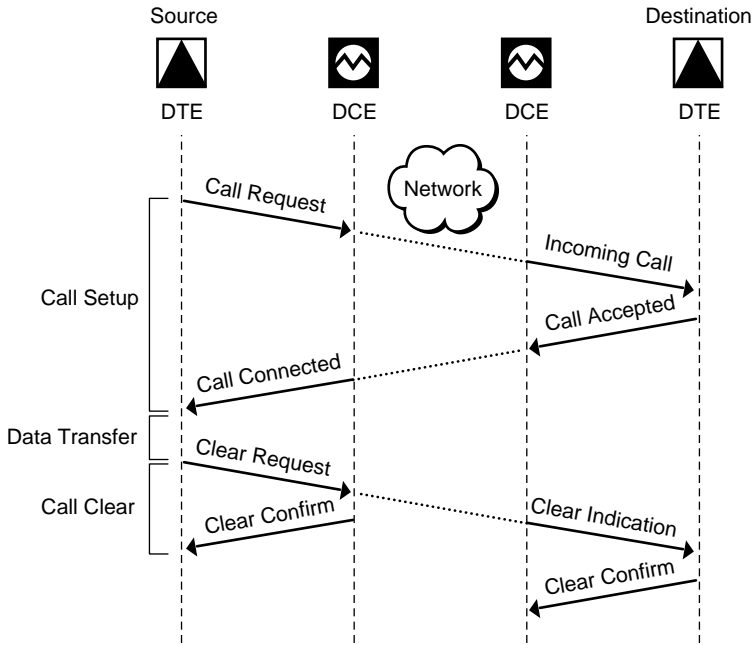 Source
Destination
DTE
DCE
DCE
DTE
Network
Call Request
Incoming Call
Call Setup
Call Accepted
Call Connected
Data Transfer
Clear Request
Call Clear
Clear Confirm
Clear Indication
Clear Confirm